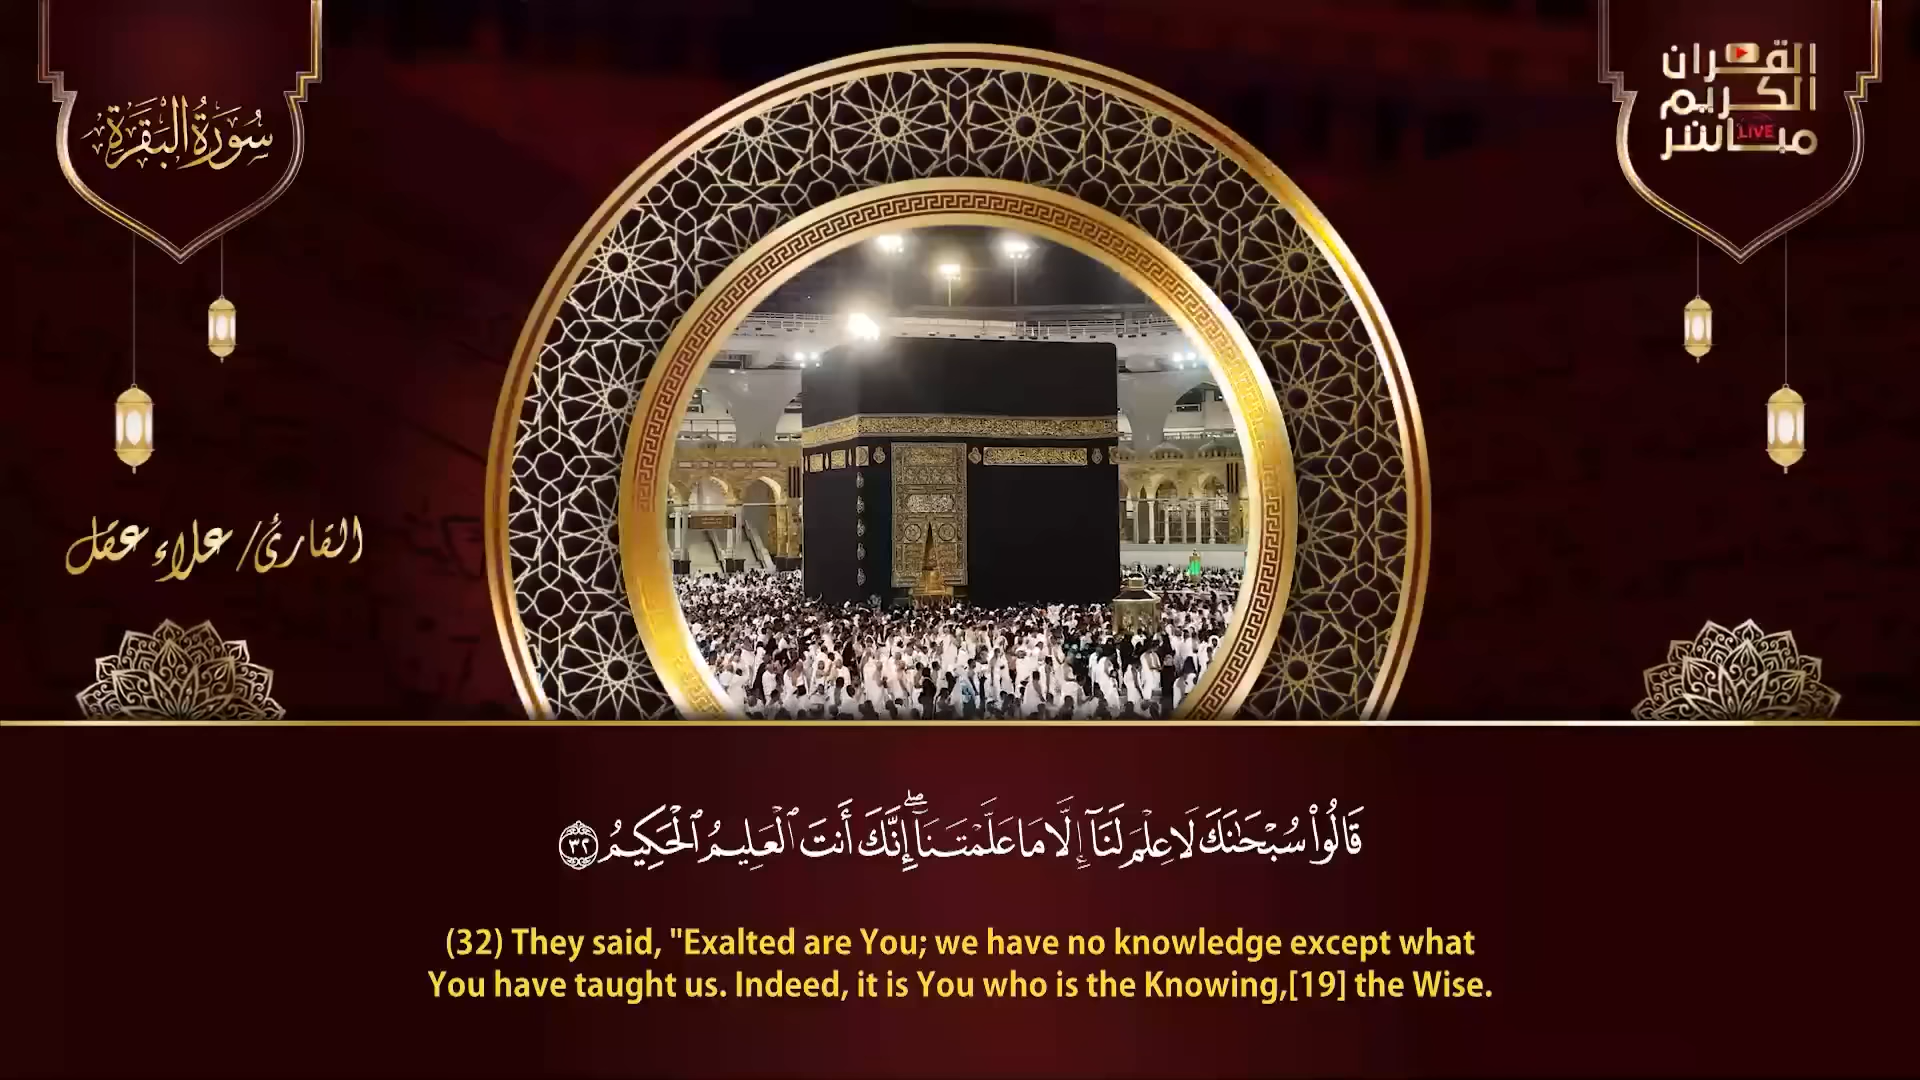 سُورَةُ الْبَقَرَةِ
القرآن
الكريم
مباشر
LIVE
القارئ/ علاء عقل
قَالُوا۟ سُبْحَـٰنَكَ لَا عِلْمَ لَنَآ إِلَّا مَا عَلَّمْتَنَآ ۖ إِنَّكَ أَنتَ ٱلْعَلِيمُ ٱلْحَكِيمُ ٣٢
(32) They said, "Exalted are You; we have no knowledge except what
You have taught us. Indeed, it is You who is the Knowing,[19] the Wise.